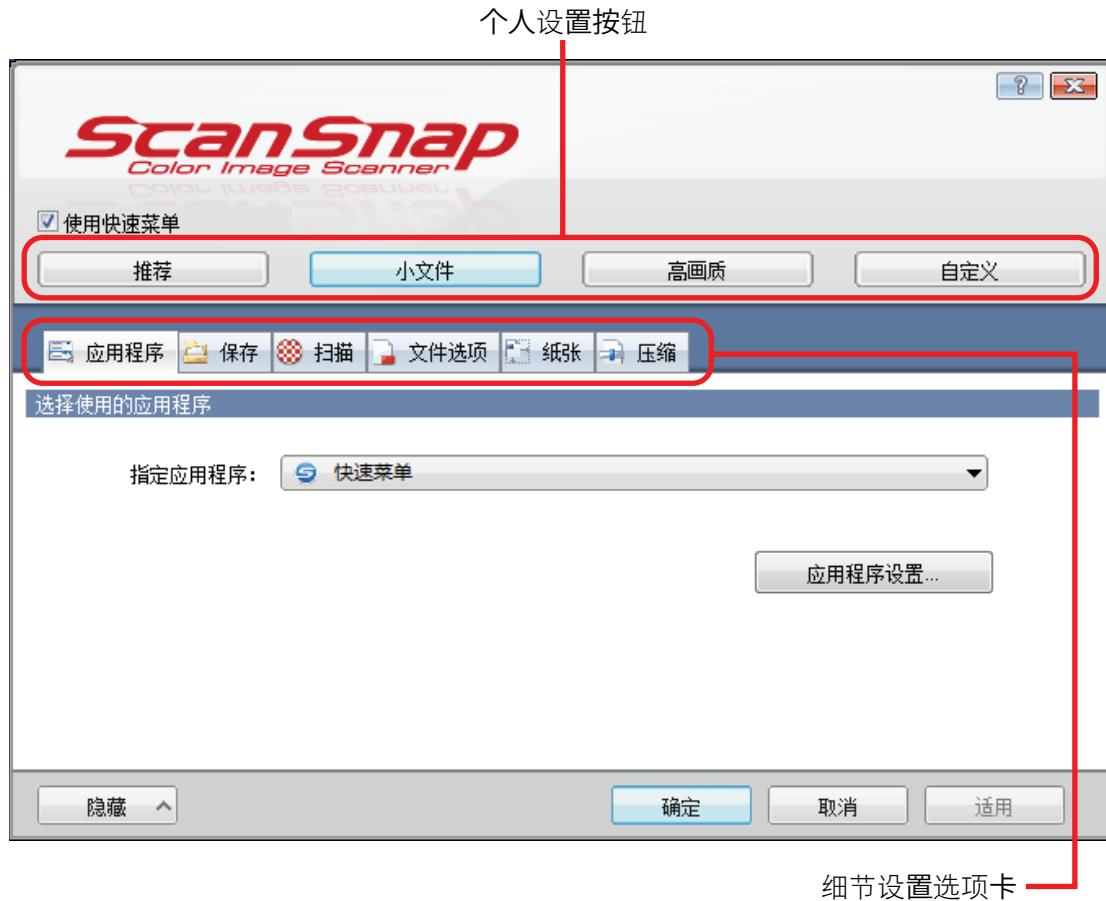 个人设置按钮
ScanSnap
Color Image Scanner
使用快速菜单
推荐 小文件 高画质 自定义
应用程序 保存 扫描 文件选项 纸张 压缩
选择使用的应用程序
指定应用程序: 快速菜单
应用程序设置...
隐藏 确定 取消 适用
细节设置选项卡